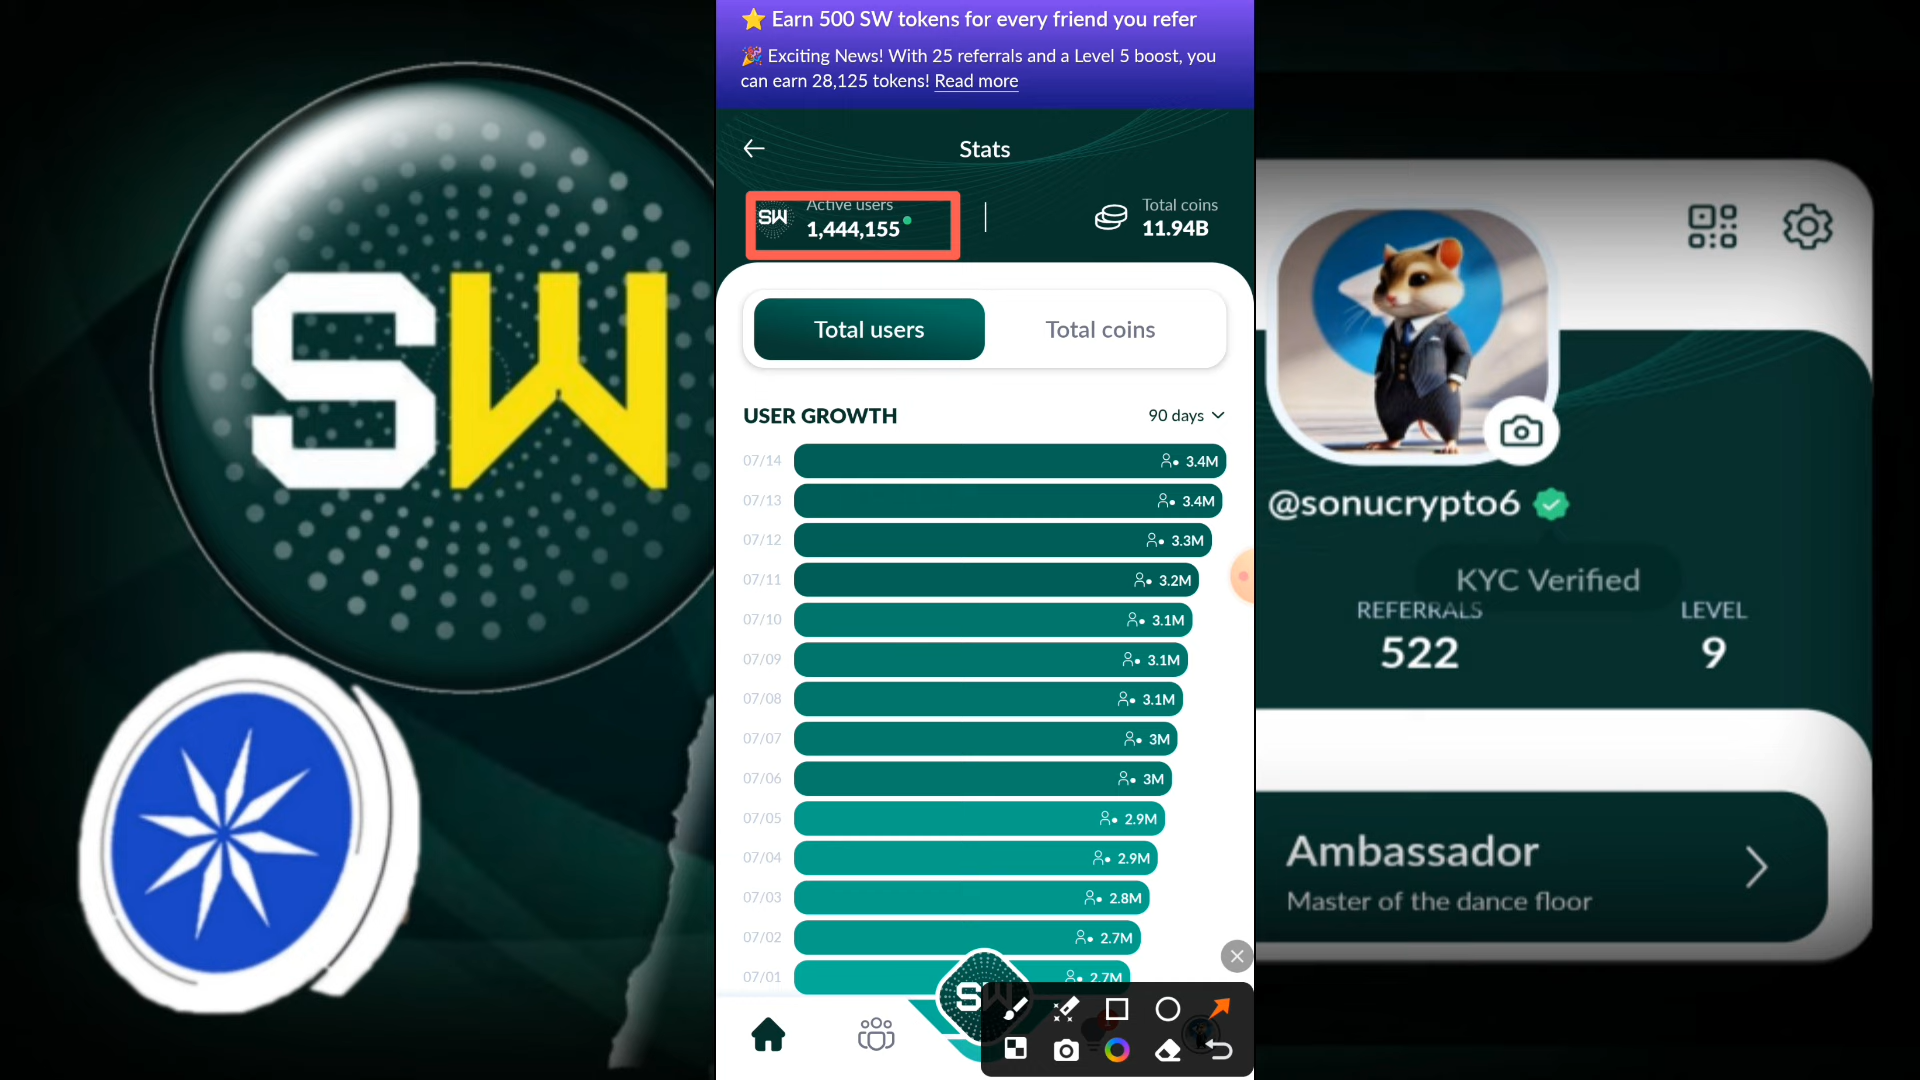 SW
⭐ Earn 500 SW tokens for every friend you refer
🎉 Exciting News! With 25 referrals and a Level 5 boost, you
can earn 28,125 tokens! Read more
Stats
SW
Active users
1,444,155
Total coins
11.94B
Total users
Total coins
USER GROWTH
90 days
07/14 3.4M
07/13 3.4M
07/12 3.3M
07/11 3.2M
07/10 3.1M
07/09 3.1M
07/08 3.1M
07/07 3M
07/06 3M
07/05 2.9M
07/04 2.9M
07/03 2.8M
07/02 2.7M
07/01 2.7M
@sonucrypto6
KYC Verified
REFERRALS
522
LEVEL
9
Ambassador
Master of the dance floor